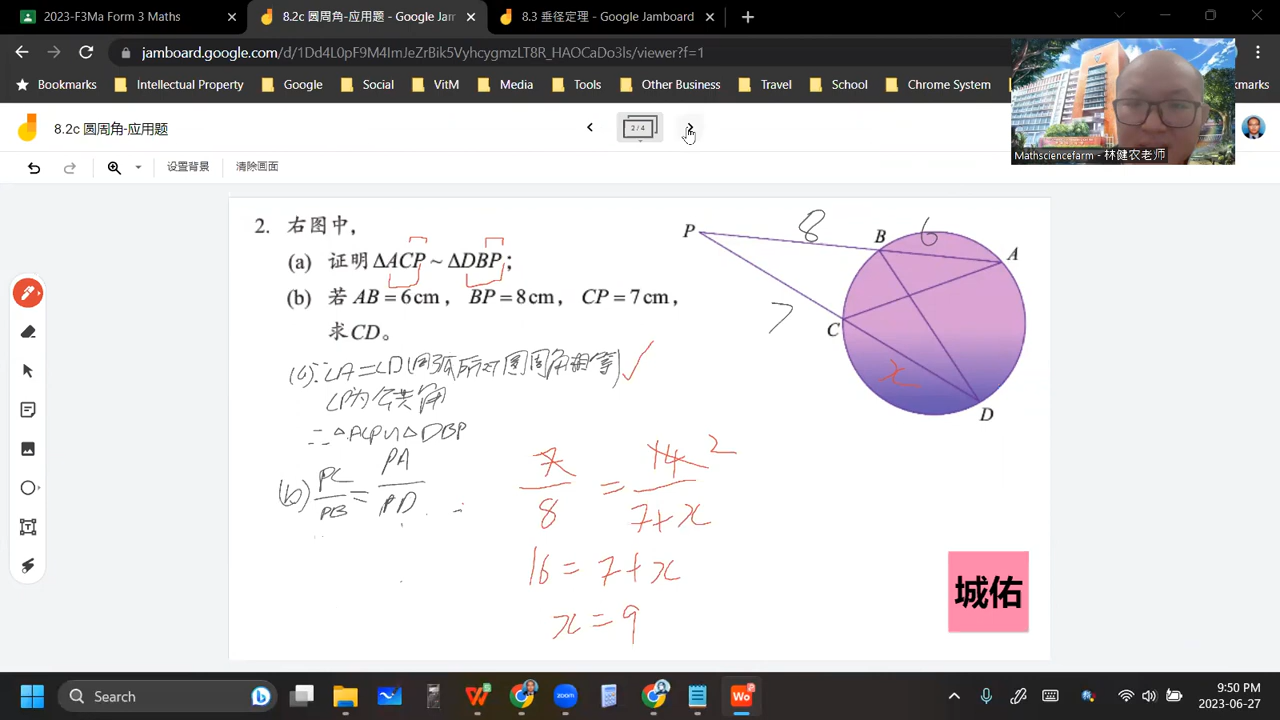 2023-F3Ma Form 3 Maths
8.2c 圆周角-应用题 - Google Jam
8.3 垂径定理 - Google Jamboard
jamboard.google.com/d/
/viewer?f=1
Bookmarks
Intellectual Property
Google
Special
VitM
Media
Tools
Other Business
Travel
School
Chrome System
Bookmarks
8.2c 圆周角-应用题
2/4
Mathsciencefarm - 林健农老师
设置背景
清除画面
2. 右图中,
(a) 证明 ΔACP ~ ΔDBP;
(b) 若 AB = 6 cm, BP = 8 cm, CP = 7 cm,
求 CD。
P
8
B
6
A
7
C
x
D
∵∠A=∠D(同弧所对圆周角相等)✓
∠P为公共角
∴△ACP∽△DBP
(b) PC/PB = PA/PD
7/8 = 14/7+x
2
16 = 7 + x
x = 9
城佑
Search
Wo
9:50 PM
2023-06-27